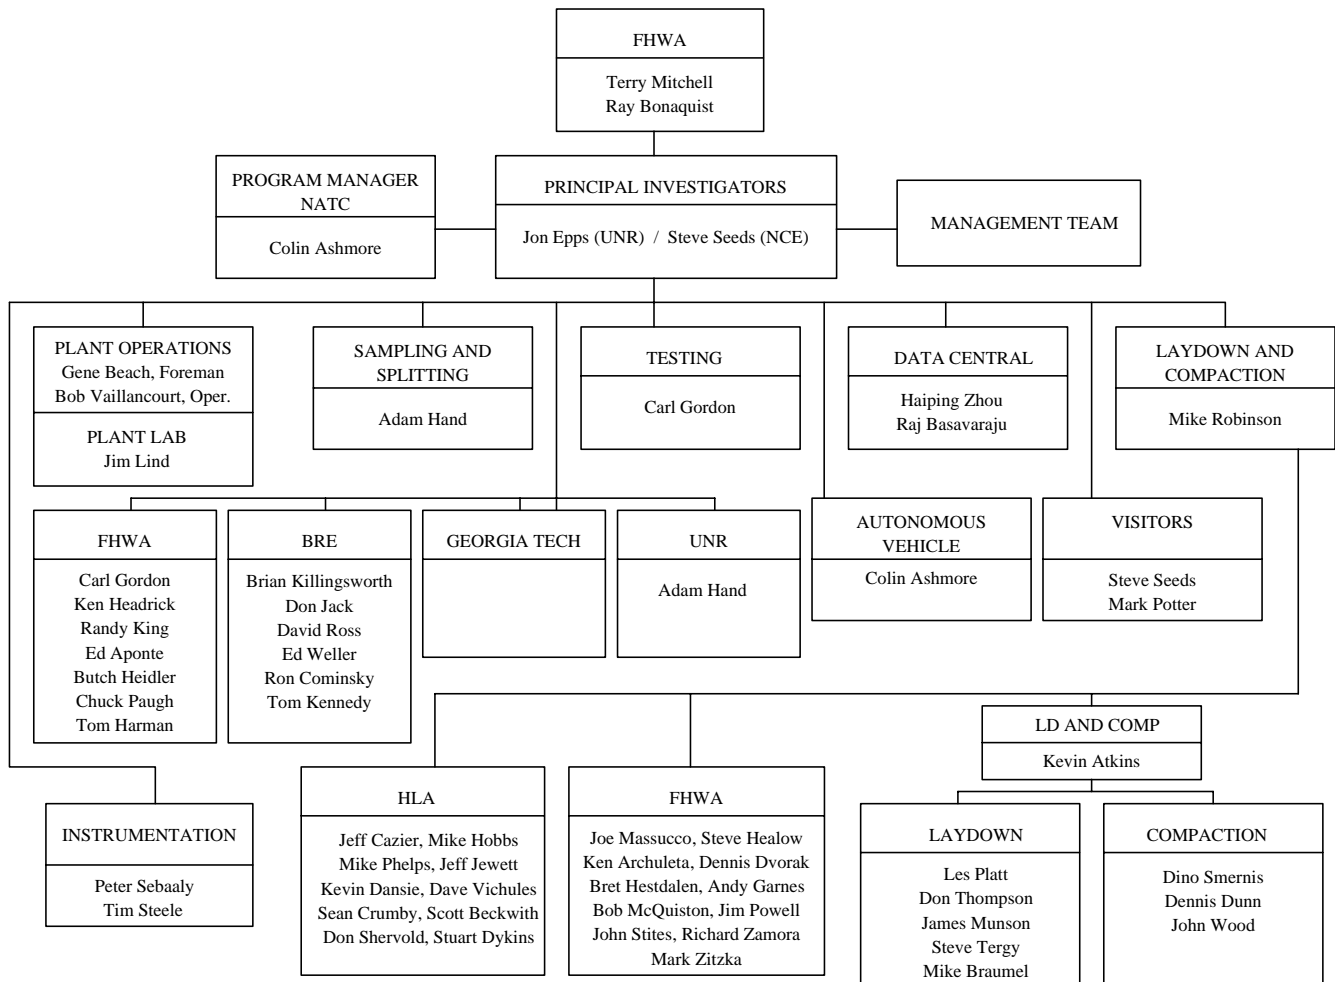 FHWA
Terry Mitchell
Ray Bonaquist
PROGRAM MANAGER
NATC
Colin Ashmore
PRINCIPAL INVESTIGATORS
Jon Epps (UNR) / Steve Seeds (NCE)
MANAGEMENT TEAM
PLANT OPERATIONS
Gene Beach, Foreman
Bob Vaillancourt, Oper.
PLANT LAB
Jim Lind
SAMPLING AND
SPLITTING
Adam Hand
TESTING
Carl Gordon
DATA CENTRAL
Haiping Zhou
Raj Basavaraju
LAYDOWN AND
COMPACTION
Mike Robinson
FHWA
Carl Gordon
Ken Headrick
Randy King
Ed Aponte
Butch Heidler
Chuck Paugh
Tom Harman
BRE
Brian Killingsworth
Don Jack
David Ross
Ed Weller
Ron Cominsky
Tom Kennedy
GEORGIA TECH
UNR
Adam Hand
AUTONOMOUS
VEHICLE
Colin Ashmore
VISITORS
Steve Seeds
Mark Potter
LD AND COMP
Kevin Atkins
INSTRUMENTATION
Peter Sebaaly
Tim Steele
HLA
Jeff Cazier, Mike Hobbs
Mike Phelps, Jeff Jewett
Kevin Dansie, Dave Vichules
Sean Crumby, Scott Beckwith
Don Shervold, Stuart Dykins
FHWA
Joe Massucco, Steve Healow
Ken Archuleta, Dennis Dvorak
Bret Hestdalen, Andy Garnes
Bob McQuiston, Jim Powell
John Stites, Richard Zamora
Mark Zitzka
LAYDOWN
Les Platt
Don Thompson
James Munson
Steve Tergy
Mike Braumel
COMPACTION
Dino Smernis
Dennis Dunn
John Wood